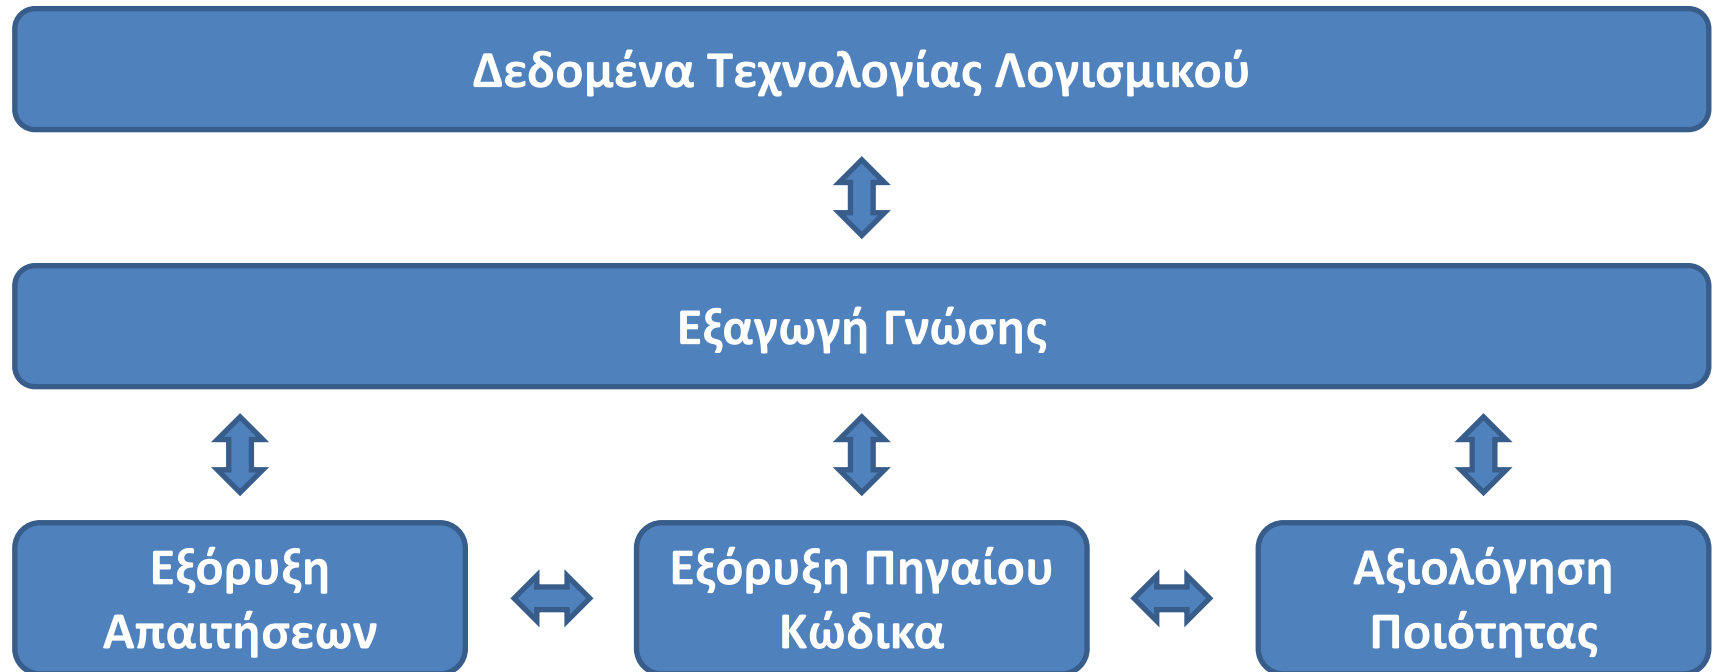 Δεδομένα Τεχνολογίας Λογισμικού
Εξαγωγή Γνώσης
Εξόρυξη
Απαιτήσεων
Εξόρυξη Πηγαίου
Κώδικα
Αξιολόγηση
Ποιότητας